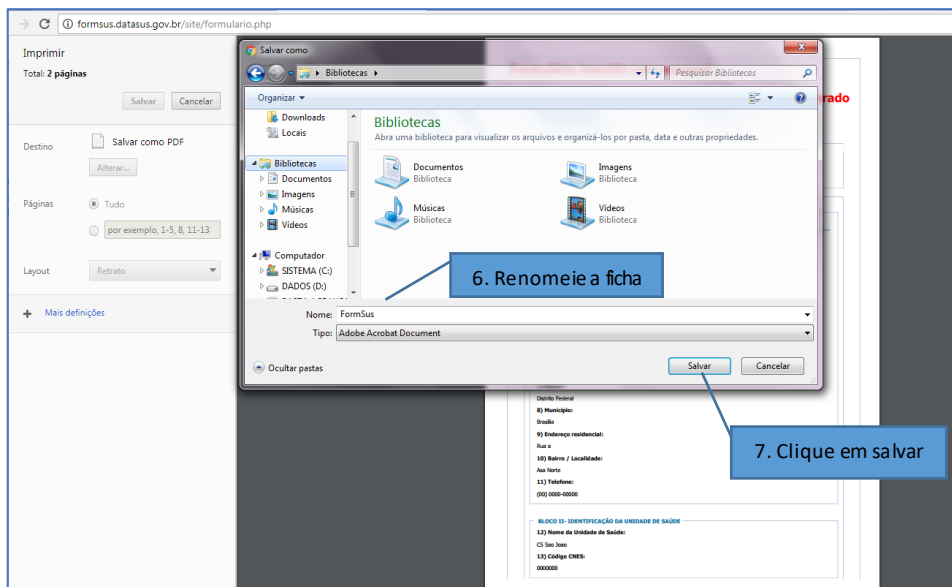 formsus.datasus.gov.br/site/formulario.php
Imprimir
Total: 2 páginas
Salvar Cancelar
Destino Salvar como PDF
Alterar...
Páginas Tudo
por exemplo, 1-5, 8, 11-13
Layout Retrato
+ Mais definições
Salvar como
Bibliotecas
Pesquisar Bibliotecas
Organizar
Downloads
Locais
Bibliotecas
Documentos
Imagens
Músicas
Vídeos
Computador
SISTEMA (C:)
DADOS (D:)
Bibliotecas
Abra uma biblioteca para visualizar os arquivos e organizá-los por pasta, data e outras propriedades.
Documentos
Biblioteca
Imagens
Biblioteca
Músicas
Biblioteca
Vídeos
Biblioteca
6. Renomeie a ficha
Nome: FormSus
Tipo: Adobe Acrobat Document
Ocultar pastas
Salvar Cancelar
7. Clique em salvar
rado
Distrito Federal
8) Município:
Brasília
9) Endereço residencial:
Rua a
10) Bairro / Localidade:
Asa Norte
11) Telefone:
(00) 0000-00000
BLOCO II- IDENTIFICAÇÃO DA UNIDADE DE SAÚDE
12) Nome da Unidade de Saúde:
CS Sao Joao
13) Código CNES:
0000000